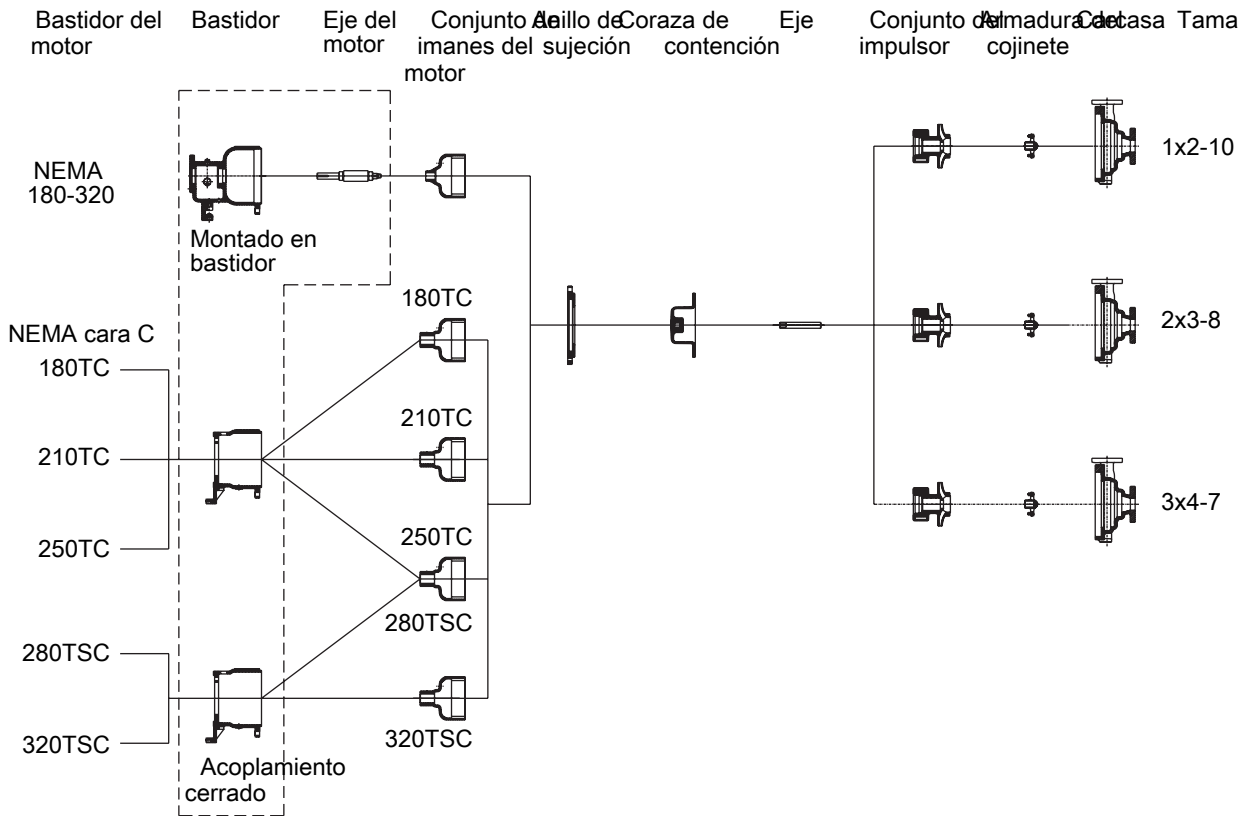 Bastidor del
motor
Bastidor
Eje del
motor
Conjunto de
imanes del
motor
Anillo de
sujeción
Coraza de
contención
Eje
Conjunto del
impulsor
Armadura del
cojinete
Carcasa
Tama
NEMA
180-320
Montado en
bastidor
1x2-10
NEMA cara C
180TC
210TC
250TC
280TSC
320TSC
180TC
210TC
250TC
280TSC
320TSC
2x3-8
3x4-7
Acoplamiento
cerrado